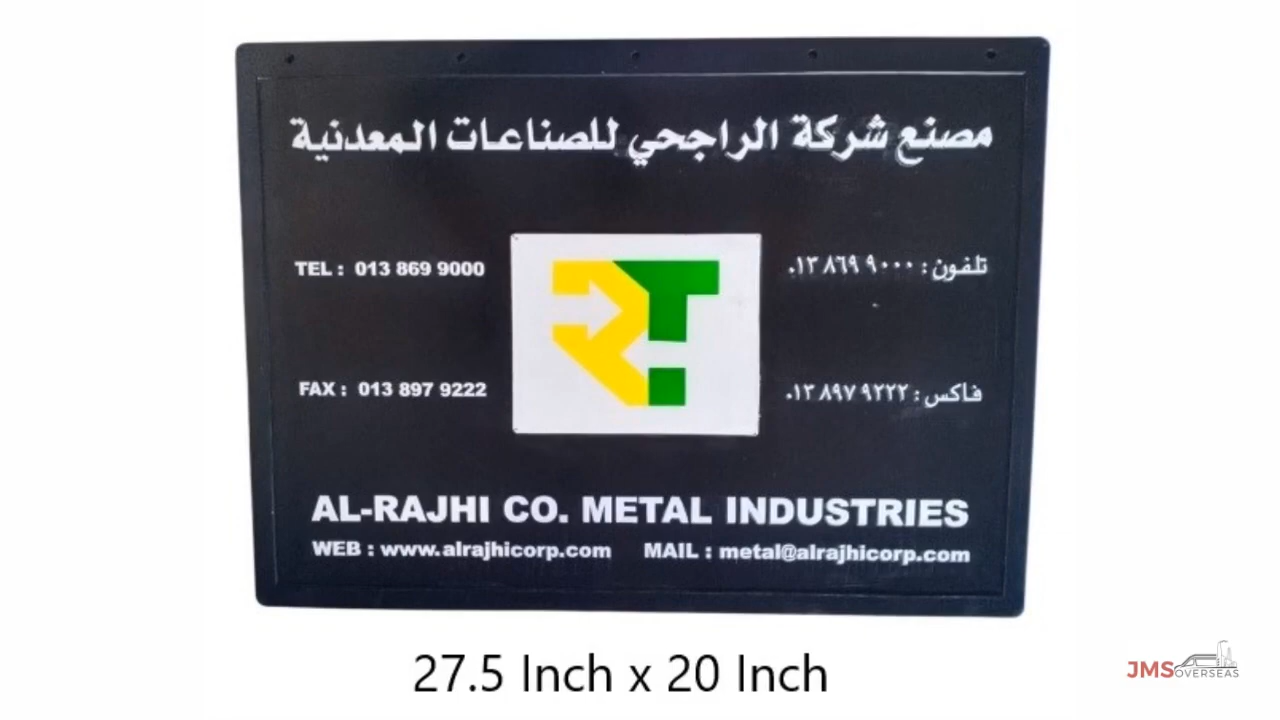 مصنع شركة الراجحي للصناعات المعدنية
TEL : 013 869 9000
تلفون : ٠١٣ ٨٦٩ ٩٠٠٠
FAX : 013 897 9222
فاكس : ٠١٣ ٨٩٧ ٩٢٢٢
AL-RAJHI CO. METAL INDUSTRIES
WEB : www.alrajhicorp.com MAIL : metal@alrajhicorp.com
27.5 Inch x 20 Inch
JMS OVERSEAS